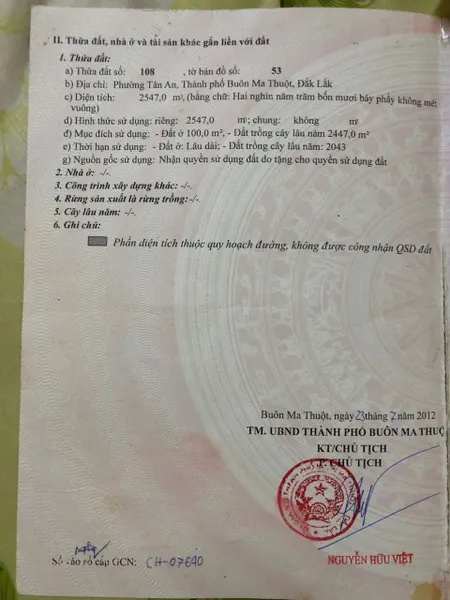 II. Thửa đất, nhà ở và tài sản khác gắn liền với đất
1. Thửa đất:
a) Thửa đất số: 108 , tờ bản đồ số: 53
b) Địa chỉ: Phường Tân An, Thành phố Buôn Ma Thuột, Đắk Lắk
c) Diện tích: 2547,0 m², (bằng chữ: Hai nghìn năm trăm bốn mươi bảy phẩy không mét
vuông)
d) Hình thức sử dụng: riêng: 2547,0 m²; chung: không m²
đ) Mục đích sử dụng: - Đất ở 100,0 m², - Đất trồng cây lâu năm 2447,0 m²
e) Thời hạn sử dụng: - Đất ở: Lâu dài; - Đất trồng cây lâu năm: 2043
g) Nguồn gốc sử dụng: Nhận quyền sử dụng đất do tặng cho quyền sử dụng đất
2. Nhà ở: -/-.
3. Công trình xây dựng khác: -/-.
4. Rừng sản xuất là rừng trồng: -/-.
5. Cây lâu năm: -/-.
6. Ghi chú:
Phần diện tích thuộc quy hoạch đường, không được công nhận QSD đất
Buôn Ma Thuột, ngày 23 tháng 7 năm 2012
TM. UBND THÀNH PHỐ BUÔN MA THUỘ
KT/CHỦ TỊCH
P. CHỦ TỊCH
Số vào sổ cấp GCN: CH-07690
NGUYỄN HỮU VIỆT